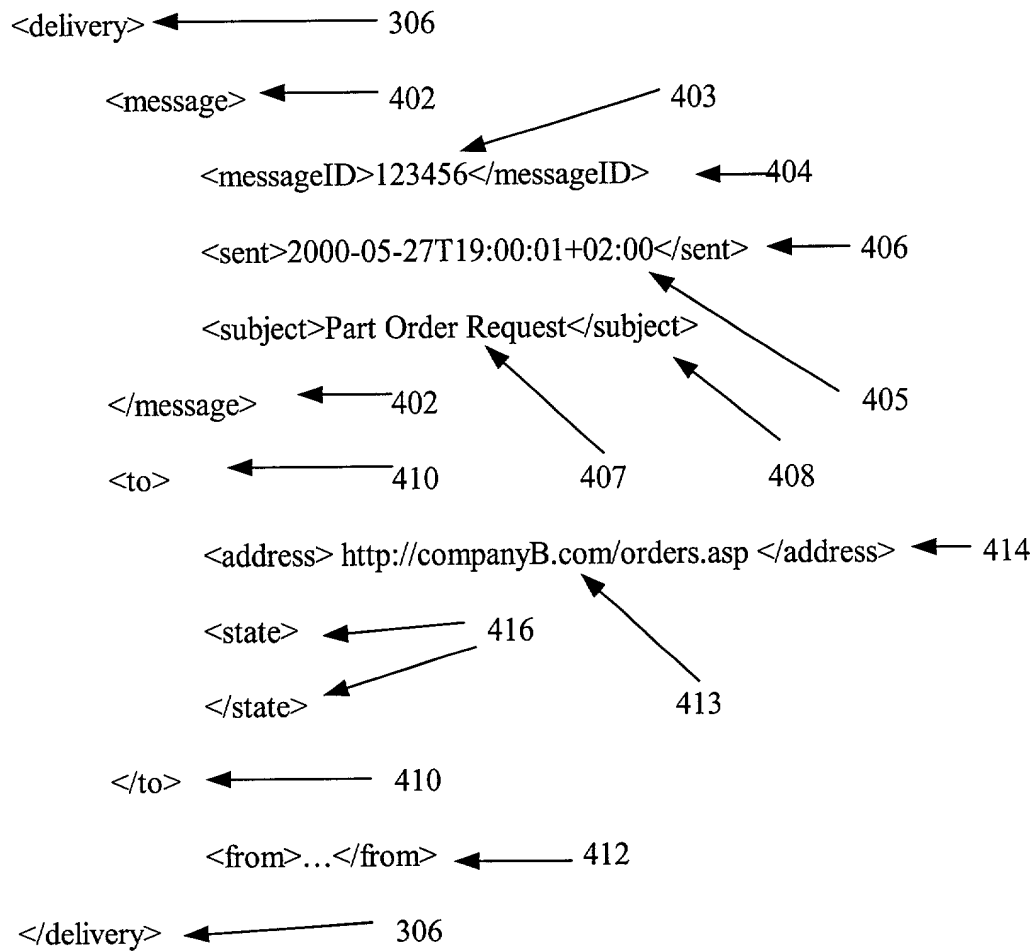 <delivery> 306
<message> 402 403
<messageID>123456</messageID> 404
<sent>2000-05-27T19:00:01+02:00</sent> 406
<subject>Part Order Request</subject>
</message> 402 405
<to> 410 407 408
<address> http://companyB.com/orders.asp </address> 414
<state> 416
</state> 413
</to> 410
<from>...</from> 412
</delivery> 306